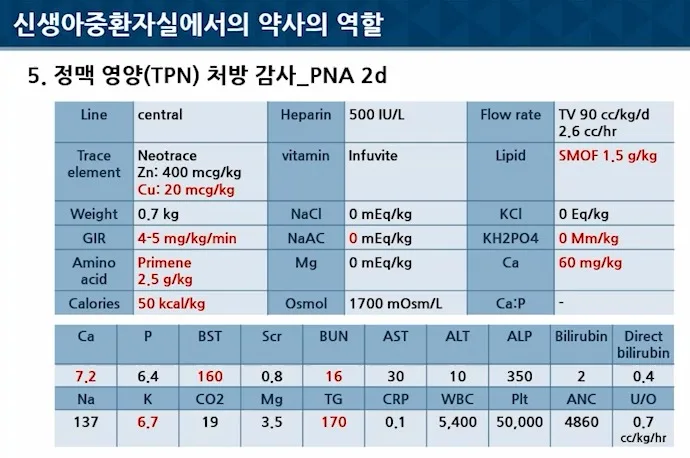 신생아중환자실에서의 약사의 역할
5. 정맥 영양(TPN) 처방 감사_PNA 2d
Line central Heparin 500 IU/L Flow rate TV 90 cc/kg/d
2.6 cc/hr
Trace element Neotrace vitamin Infuvite Lipid SMOF 1.5 g/kg
Zn: 400 mcg/kg
Cu: 20 mcg/kg
Weight 0.7 kg NaCl 0 mEq/kg KCl 0 Eq/kg
GIR 4-5 mg/kg/min NaAC 0 mEq/kg KH2PO4 0 Mm/kg
Amino acid Primene Mg 0 mEq/kg Ca 60 mg/kg
2.5 g/kg
Calories 50 kcal/kg Osmol 1700 mOsm/L Ca:P -
Ca P BST Scr BUN AST ALT ALP Bilirubin Direct bilirubin
7.2 6.4 160 0.8 16 30 10 350 2 0.4
Na K CO2 Mg TG CRP WBC Plt ANC U/O
137 6.7 19 3.5 170 0.1 5,400 50,000 4860 0.7
cc/kg/hr